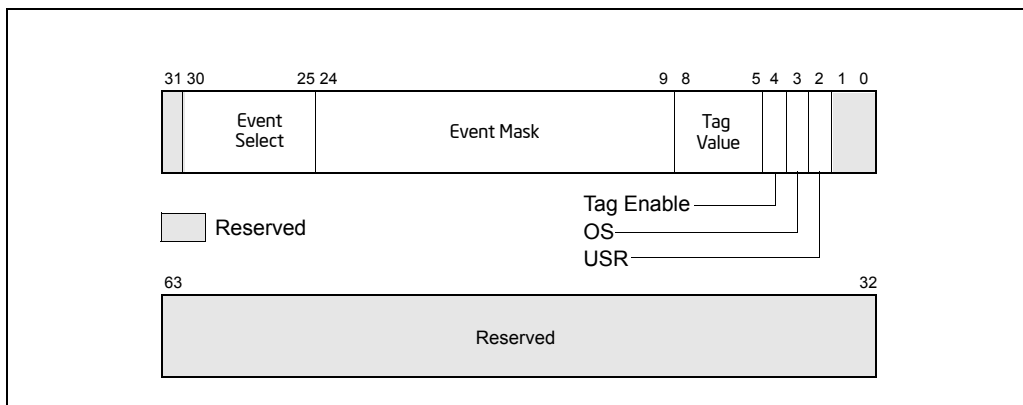 31 30 25 24 9 8 5 4 3 2 1 0
Event
Select
Event Mask
Tag
Value
Tag Enable
OS
USR
Reserved
63 32
Reserved